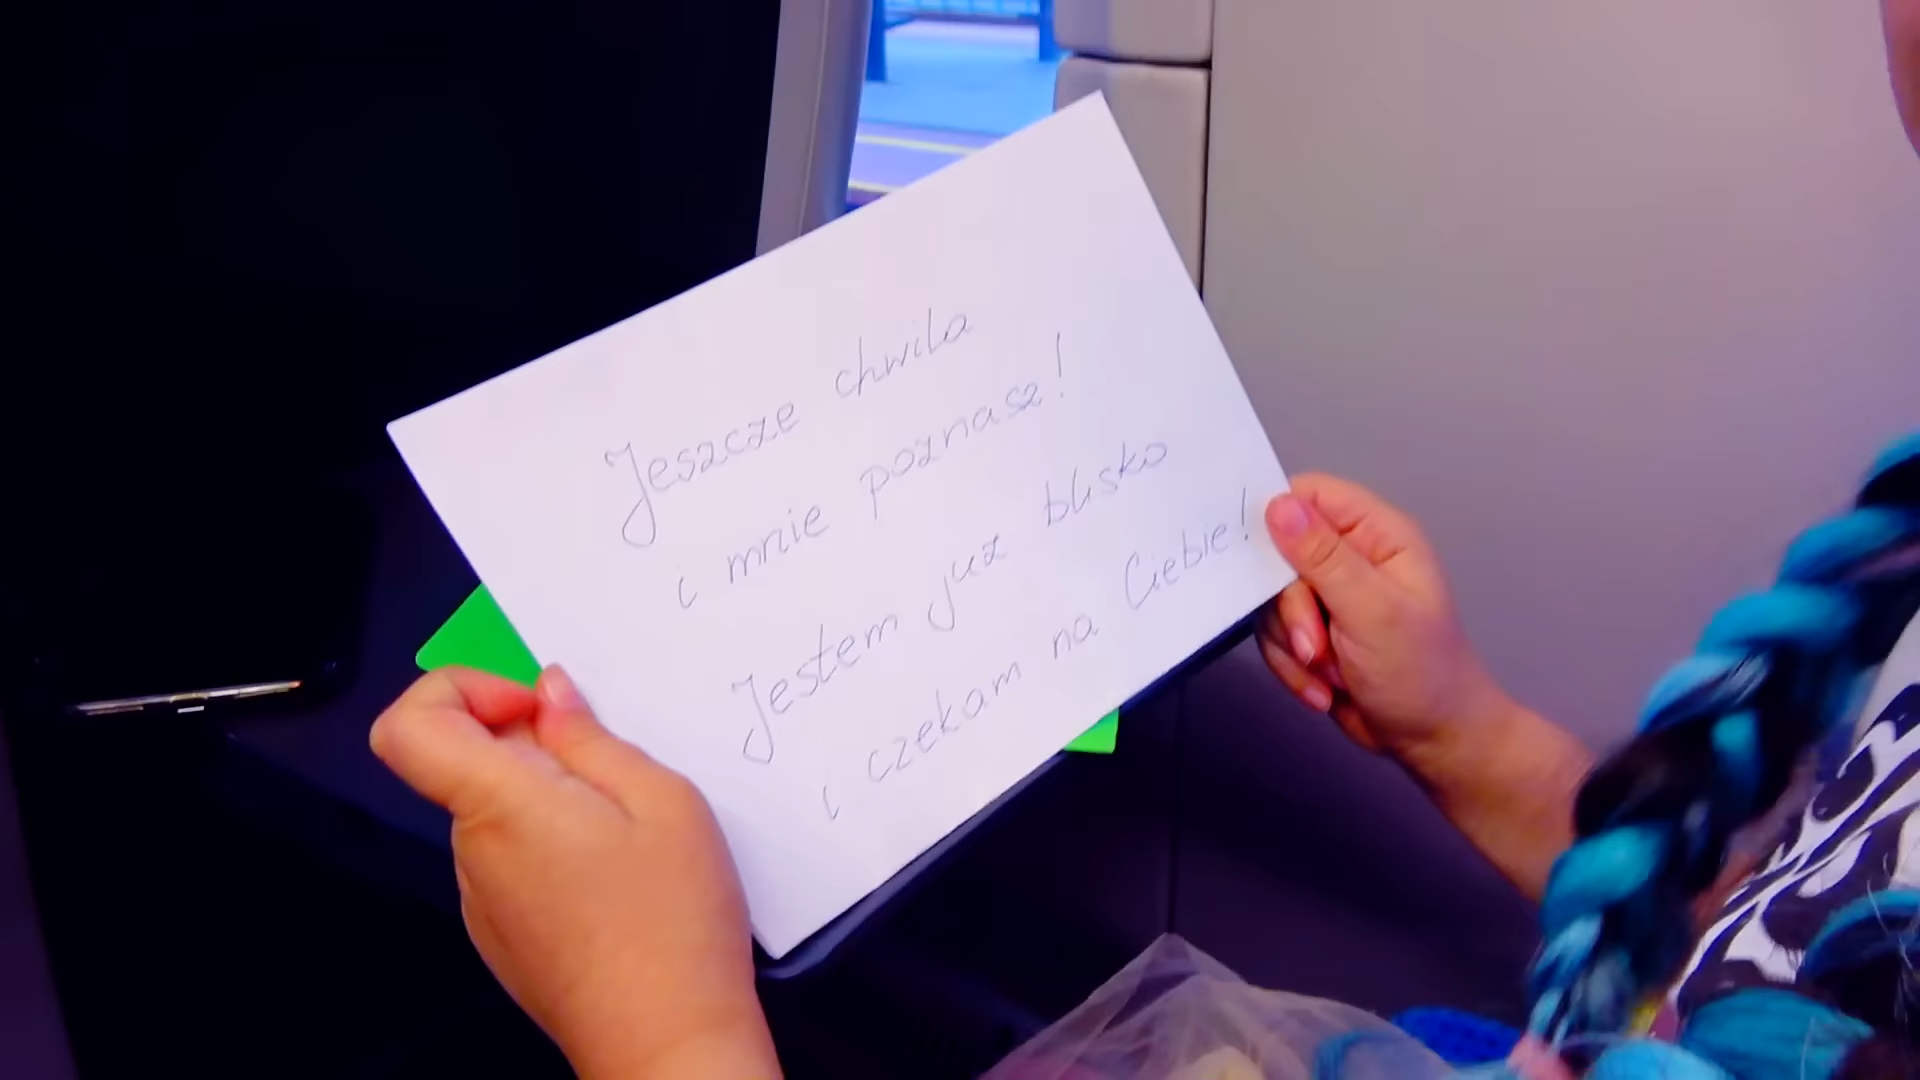 Jeszcze chwila
i mnie poznasz!
Jestem już blisko
i czekam na Ciebie!